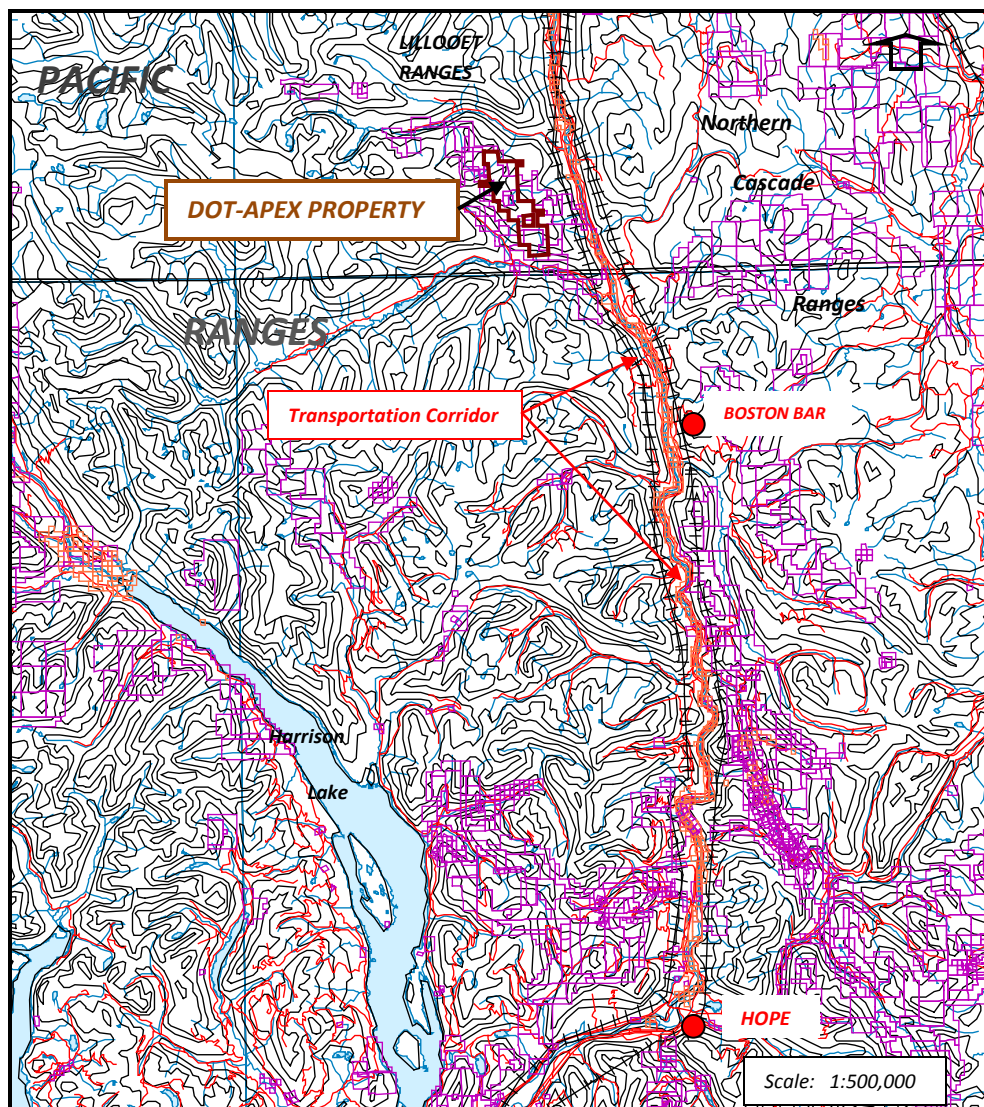 LILLOOET
RANGES
PACIFIC
Northern
Cascade
DOT-APEX PROPERTY
Ranges
RANGES
Transportation Corridor
BOSTON BAR
Harrison
Lake
HOPE
Scale: 1:500,000